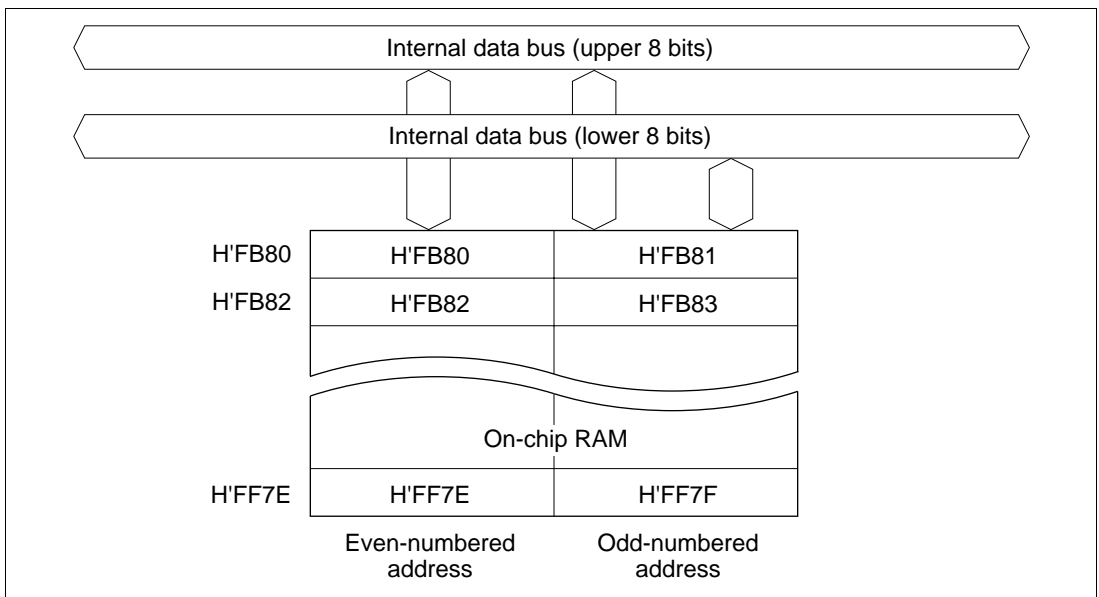 Internal data bus (upper 8 bits)
Internal data bus (lower 8 bits)
H'FB80 H'FB80 H'FB81
H'FB82 H'FB82 H'FB83
On-chip RAM
H'FF7E H'FF7E H'FF7F
Even-numbered address
Odd-numbered address